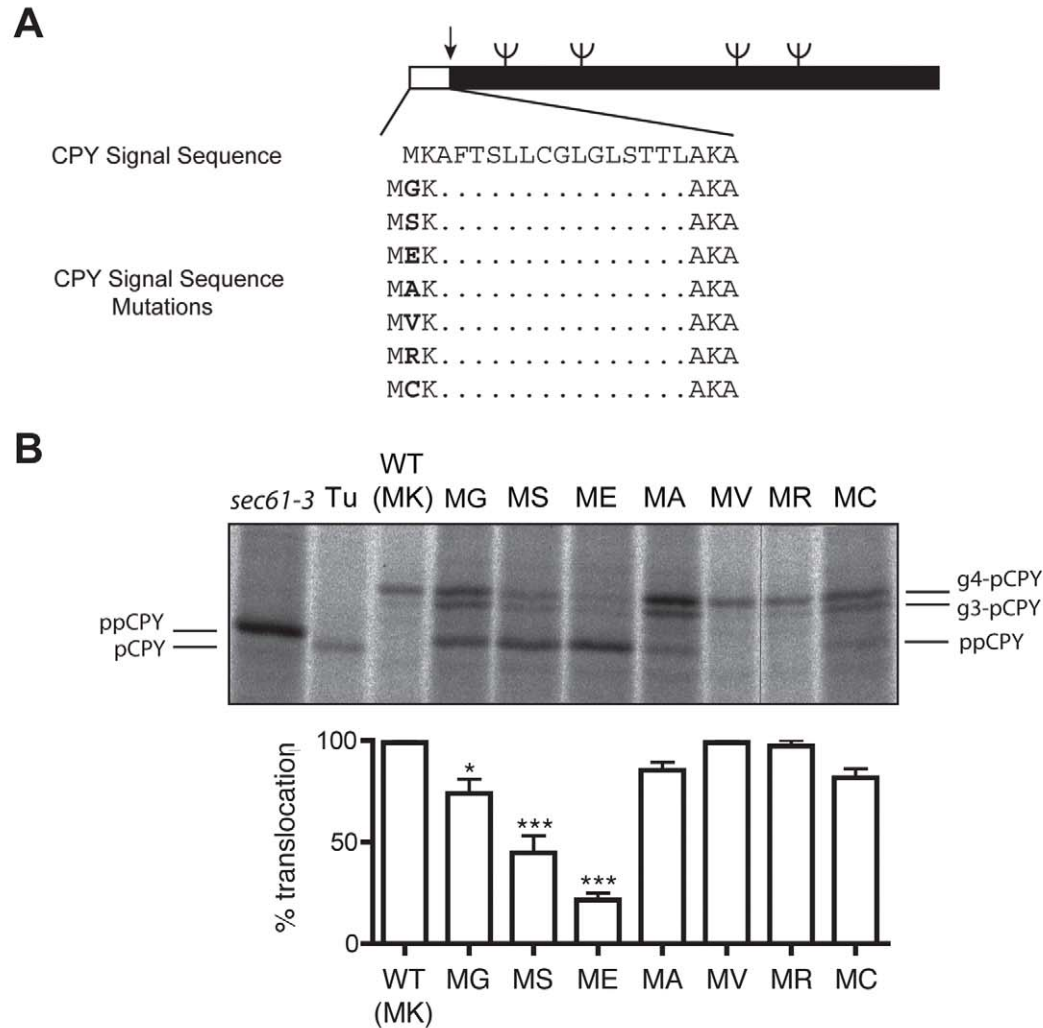 A
CPY Signal Sequence
MKAFTSLLCGLGLSTTLAKA
MGK...............AKA
MSK...............AKA
MEK...............AKA
CPY Signal Sequence
Mutations
MAK...............AKA
MVK...............AKA
MRK...............AKA
MCK...............AKA
B
sec61-3 Tu WT (MK) MG MS ME MA MV MR MC
ppCPY
pCPY
g4-pCPY
g3-pCPY
ppCPY
% translocation
100
50
0
* *** ***
WT MG MS ME MA MV MR MC
(MK)